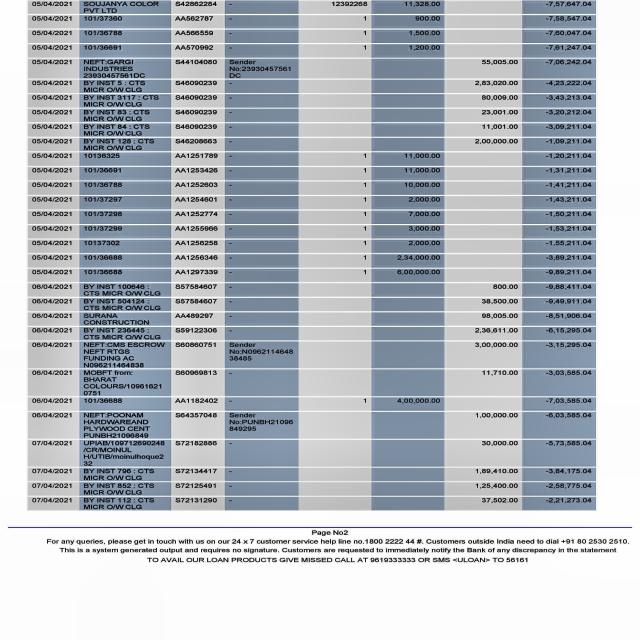 05/04/2021 SOUJANYA COLOR S42862284 - 12392268 11,328.00 -7,57,647.04
PVT LTD
05/04/2021 101/37360 AA562787 - 1 900.00 -7,58,547.04
05/04/2021 101/36788 AA566559 - 1 1,500.00 -7,60,047.04
05/04/2021 101/36691 AA570992 - 1 1,200.00 -7,61,247.04
05/04/2021 NEFT:GARGI S44104080 Sender 55,005.00 -7,06,242.04
INDUSTRIES No:23930457561
23930457561DC DC
05/04/2021 BY INST 5 : CTS S46090239 - 2,83,020.00 -4,23,222.04
MICR O/W CLG
05/04/2021 BY INST 3117 : CTS S46090239 - 80,009.00 -3,43,213.04
MICR O/W CLG
05/04/2021 BY INST 83 : CTS S46090239 - 23,001.00 -3,20,212.04
MICR O/W CLG
05/04/2021 BY INST 84 : CTS S46090239 - 11,001.00 -3,09,211.04
MICR O/W CLG
05/04/2021 BY INST 128 : CTS S46208663 - 2,00,000.00 -1,09,211.04
MICR O/W CLG
05/04/2021 10136325 AA1251789 - 1 11,000.00 -1,20,211.04
05/04/2021 101/36691 AA1253426 - 1 11,000.00 -1,31,211.04
05/04/2021 101/36788 AA1252603 - 1 10,000.00 -1,41,211.04
05/04/2021 101/37297 AA1254601 - 1 2,000.00 -1,43,211.04
05/04/2021 101/37298 AA1252774 - 1 7,000.00 -1,50,211.04
05/04/2021 101/37299 AA1255966 - 1 3,000.00 -1,53,211.04
05/04/2021 10137302 AA1256258 - 1 2,000.00 -1,55,211.04
05/04/2021 101/36688 AA1256346 - 1 2,34,000.00 -3,89,211.04
05/04/2021 101/36688 AA1297339 - 1 6,00,000.00 -9,89,211.04
06/04/2021 BY INST 100646 : S57584607 - 800.00 -9,88,411.04
CTS MICR O/W CLG
06/04/2021 BY INST 504124 : S57584607 - 38,500.00 -9,49,911.04
CTS MICR O/W CLG
06/04/2021 SURANA AA489297 - 98,005.00 -8,51,906.04
CONSTRUCTION
06/04/2021 BY INST 236445 : S59122306 - 2,36,611.00 -6,15,295.04
CTS MICR O/W CLG
06/04/2021 NEFT:CMS ESCROW S60860751 Sender 3,00,000.00 -3,15,295.04
NEFT RTGS No:N0962114648
FUNDING AC 38485
N096211464838
06/04/2021 MOBFT from: S60969813 - 11,710.00 -3,03,585.04
BHARAT
COLOURS/10961621
0751
06/04/2021 101/36688 AA1182402 - 1 4,00,000.00 -7,03,585.04
06/04/2021 NEFT:POONAM S64357048 Sender 1,00,000.00 -6,03,585.04
HARDWAREAND No:PUNBH21096
PLYWOOD CENT 849295
PUNBH21096849
07/04/2021 UPIAB/109712690248 S72182886 - 30,000.00 -5,73,585.04
/CR/MOINUL
H/UTIB/moinulhoque2
32
07/04/2021 BY INST 796 : CTS S72134417 - 1,89,410.00 -3,84,175.04
MICR O/W CLG
07/04/2021 BY INST 852 : CTS S72125491 - 1,25,400.00 -2,58,775.04
MICR O/W CLG
07/04/2021 BY INST 112 : CTS S72131290 - 37,502.00 -2,21,273.04
MICR O/W CLG
Page No2
For any queries, please get in touch with us on our 24 x 7 customer service help line no.1800 2222 44 #. Customers outside India need to dial +91 80 2530 2510.
This is a system generated output and requires no signature. Customers are requested to immediately notify the Bank of any discrepancy in the statement
TO AVAIL OUR LOAN PRODUCTS GIVE MISSED CALL AT 9619333333 OR SMS <ULOAN> TO 56161